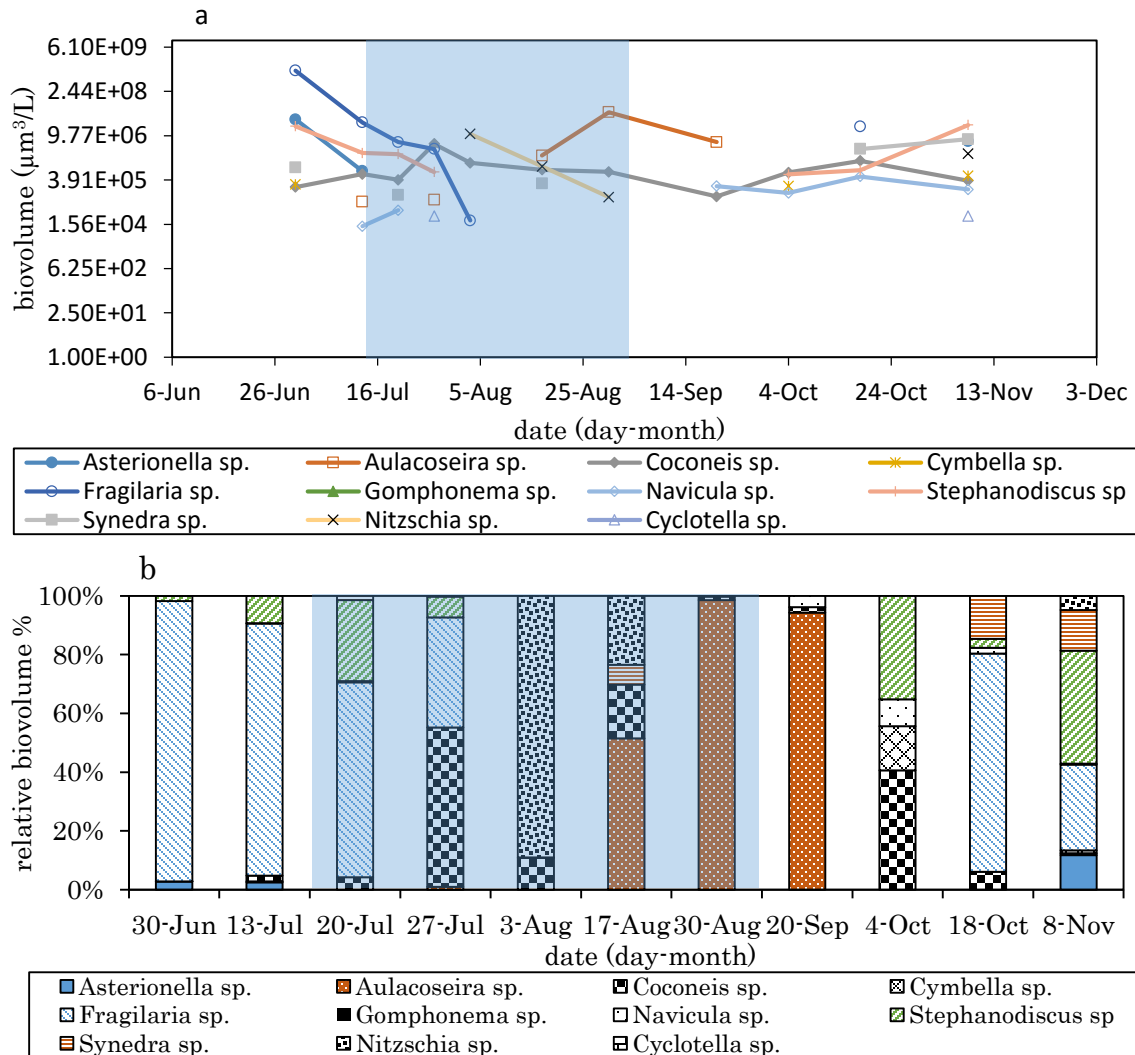 a
biovolume (µm³/L)
6.10E+09
2.44E+08
9.77E+06
3.91E+05
1.56E+04
6.25E+02
2.50E+01
1.00E+00
6-Jun 26-Jun 16-Jul 5-Aug 25-Aug 14-Sep 4-Oct 24-Oct 13-Nov 3-Dec
date (day-month)
Asterionella sp. Aulacoseira sp. Coconeis sp. Cymbella sp.
Fragilaria sp. Gomphonema sp. Navicula sp. Stephanodiscus sp
Synedra sp. Nitzschia sp. Cyclotella sp.
b
relative biovolume %
100%
80%
60%
40%
20%
0%
30-Jun 13-Jul 20-Jul 27-Jul 3-Aug 17-Aug 30-Aug 20-Sep 4-Oct 18-Oct 8-Nov
date (day-month)
Asterionella sp. Aulacoseira sp. Coconeis sp. Cymbella sp.
Fragilaria sp. Gomphonema sp. Navicula sp. Stephanodiscus sp
Synedra sp. Nitzschia sp. Cyclotella sp.